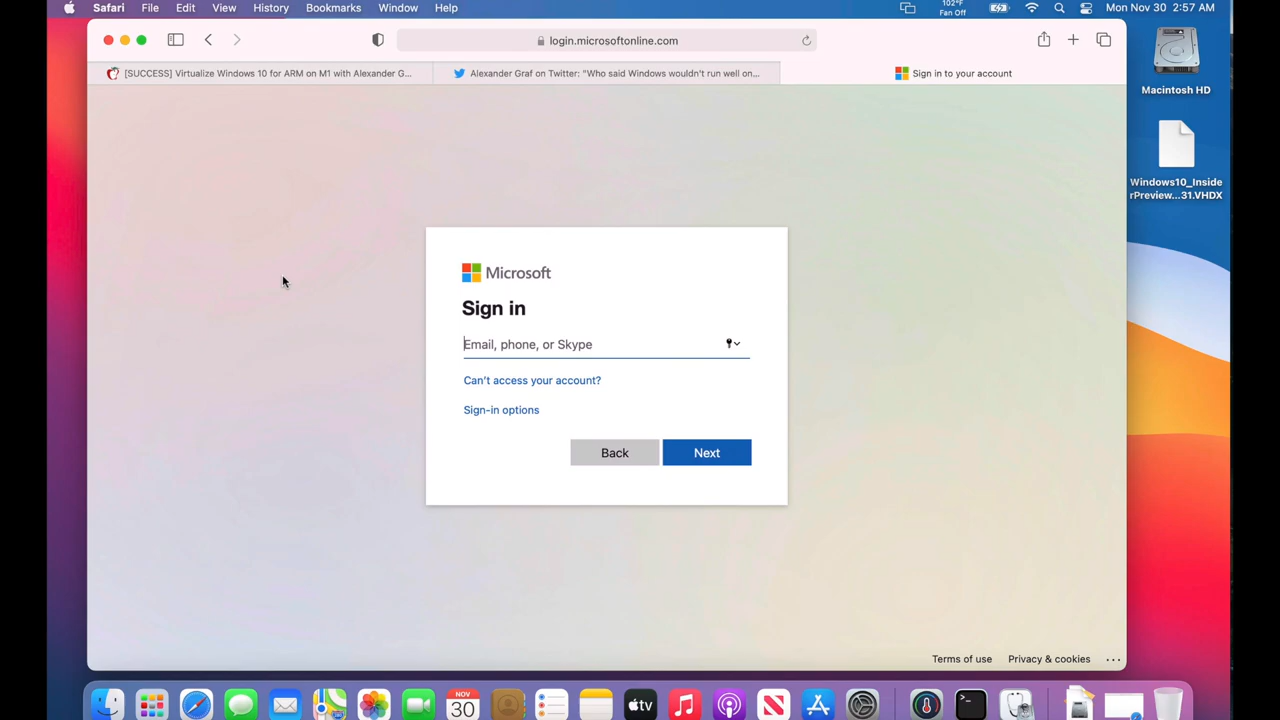 Safari File Edit View History Bookmarks Window Help
102°F
Fan Off
Mon Nov 30 2:57 AM
login.microsoftonline.com
[SUCCESS] Virtualize Windows 10 for ARM on M1 with Alexander G...
Alexander Graf on Twitter: "Who said Windows wouldn't run well on...
Sign in to your account
Macintosh HD
Windows10_Inside
rPreview...31.VHDX
Microsoft
Sign in
Email, phone, or Skype
Can't access your account?
Sign-in options
Back
Next
Terms of use Privacy & cookies ...
NOV
30
tv